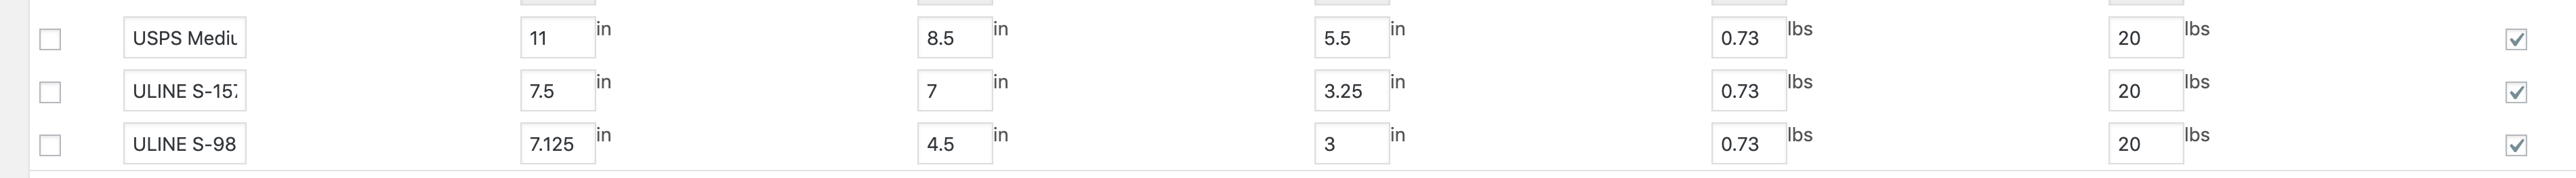 USPS Mediu 11 in 8.5 in 5.5 in 0.73 lbs 20 lbs
ULINE S-157 7.5 in 7 in 3.25 in 0.73 lbs 20 lbs
ULINE S-98 7.125 in 4.5 in 3 in 0.73 lbs 20 lbs